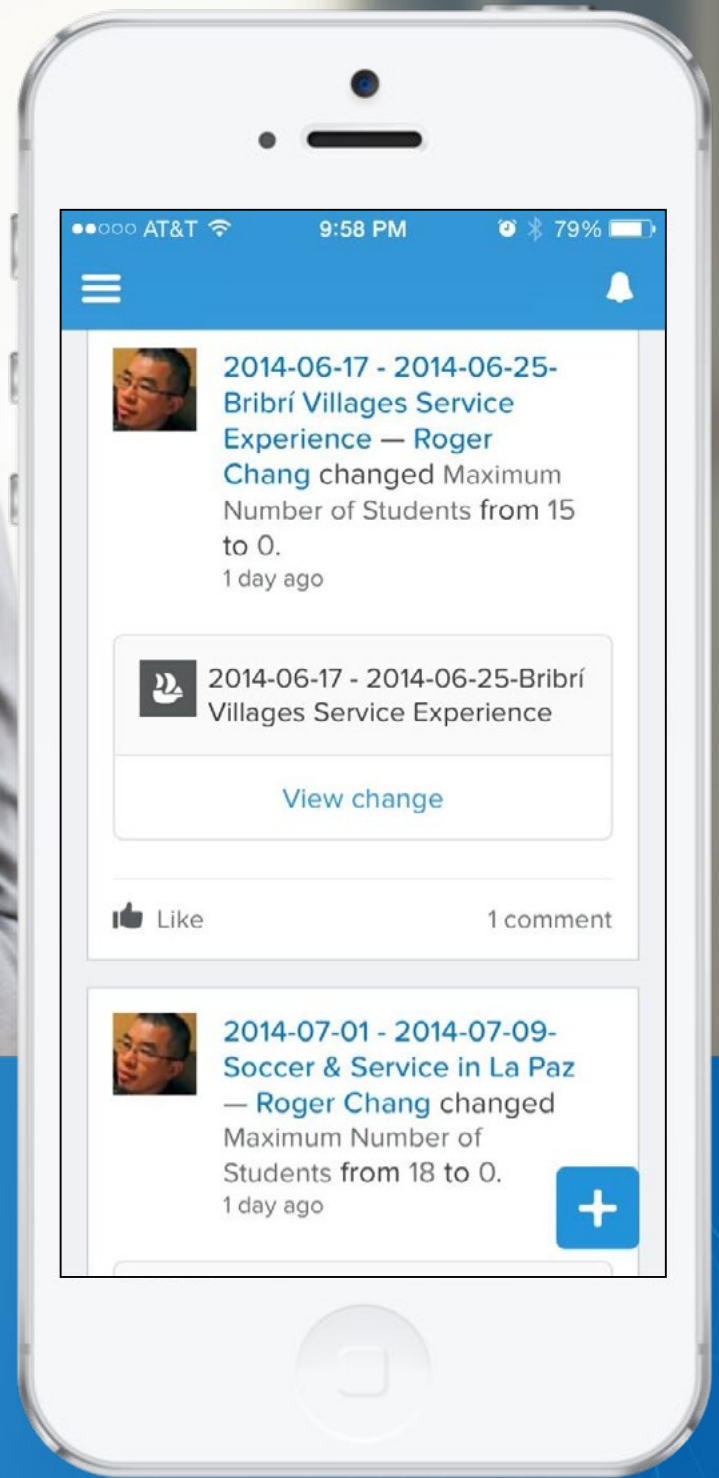 AT&T 9:58 PM 79%
2014-06-17 - 2014-06-25-
Bribrí Villages Service
Experience — Roger
Chang changed Maximum
Number of Students from 15
to 0.
1 day ago
2014-06-17 - 2014-06-25-Bribrí
Villages Service Experience
View change
Like 1 comment
2014-07-01 - 2014-07-09-
Soccer & Service in La Paz
— Roger Chang changed
Maximum Number of
Students from 18 to 0.
1 day ago